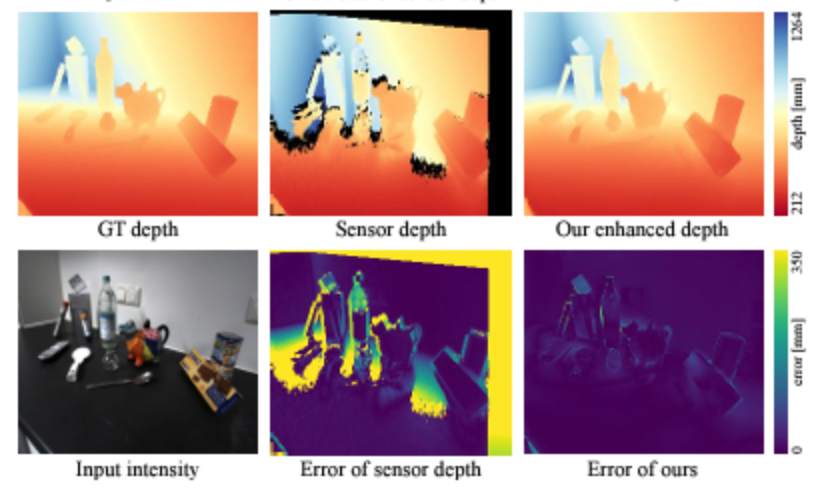 1264
depth [mm]
212
GT depth
Sensor depth
Our enhanced depth
350
error [mm]
0
Input intensity
Error of sensor depth
Error of ours